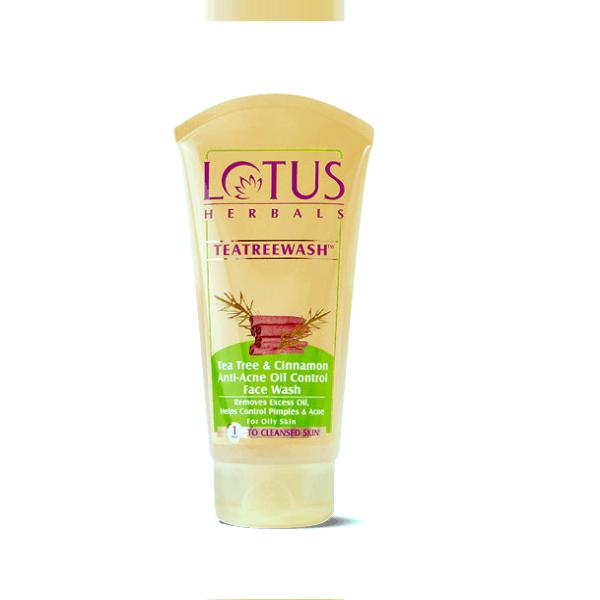 LOTUS
HERBALS
TEATREEWASH™
Tea Tree & Cinnamon
Anti-Acne Oil Control
Face Wash
Removes Excess Oil,
Helps Control Pimples & Acne
For Oily Skin
1 TO CLEANSED SKIN